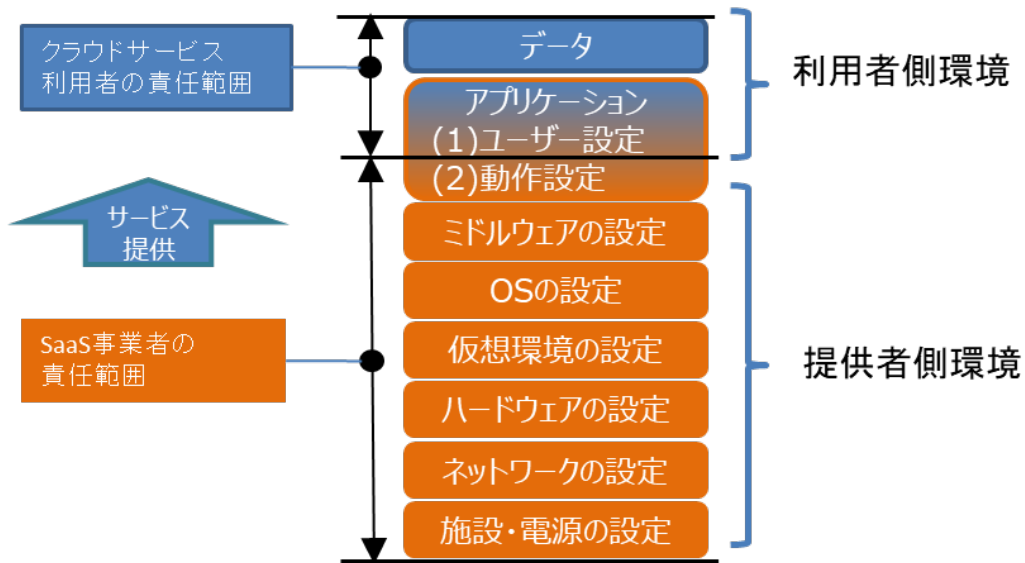 クラウドサービス
利用者の責任範囲
サービス
提供
SaaS事業者の
責任範囲
データ
アプリケーション
(1)ユーザー設定
(2)動作設定
ミドルウェアの設定
OSの設定
仮想環境の設定
ハードウェアの設定
ネットワークの設定
施設・電源の設定
利用者側環境
提供者側環境